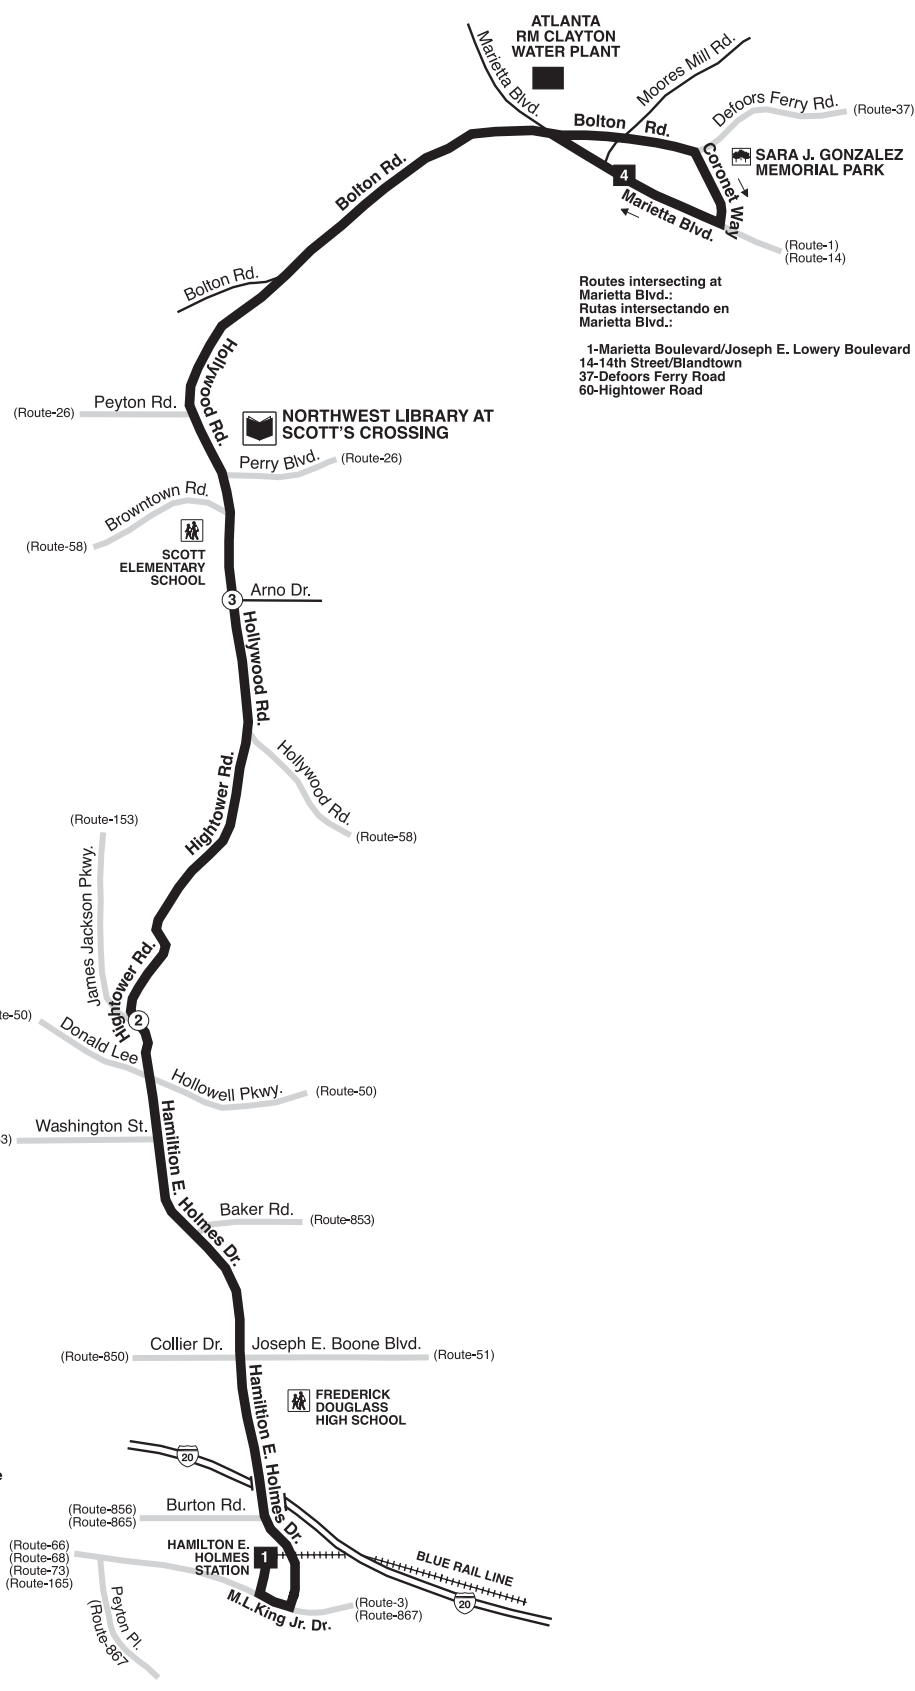 ATLANTA
RM CLAYTON
WATER PLANT
Marietta Blvd.
Moores Mill Rd.
Defoors Ferry Rd.
(Route-37)
Bolton Rd.
Bolton Rd.
Coronet Way
SARA J. GONZALEZ
MEMORIAL PARK
4
Marietta Blvd.
(Route-1)
(Route-14)
Bolton Rd.
Routes intersecting at
Marietta Blvd.:
Rutas intersectando en
Marietta Blvd.:
1-Marietta Boulevard/Joseph E. Lowery Boulevard
14-14th Street/Blandtown
37-Defoors Ferry Road
60-Hightower Road
Hollywood Rd.
(Route-26)
Peyton Rd.
NORTHWEST LIBRARY AT
SCOTT'S CROSSING
Perry Blvd.
(Route-26)
Browntown Rd.
(Route-58)
SCOTT
ELEMENTARY
SCHOOL
3
Arno Dr.
Hollywood Rd.
Hollywood Rd.
(Route-58)
Hightower Rd.
(Route-153)
James Jackson Pkwy.
Hightower Rd.
2
te-50)
Donald Lee
Hollowell Pkwy.
(Route-50)
3)
Washington St.
Hamiltion E. Holmes Dr.
Baker Rd.
(Route-853)
(Route-850)
Collier Dr.
Joseph E. Boone Blvd.
(Route-51)
Hamiltion E. Holmes Dr.
FREDERICK
DOUGLASS
HIGH SCHOOL
20
e
(Route-856)
(Route-865)
Burton Rd.
(Route-66)
(Route-68)
(Route-73)
(Route-165)
HAMILTON E.
HOLMES
STATION
1
BLUE RAIL LINE
20
M.L.King Jr. Dr.
(Route-3)
(Route-867)
Peyton Pl.
(Route-867